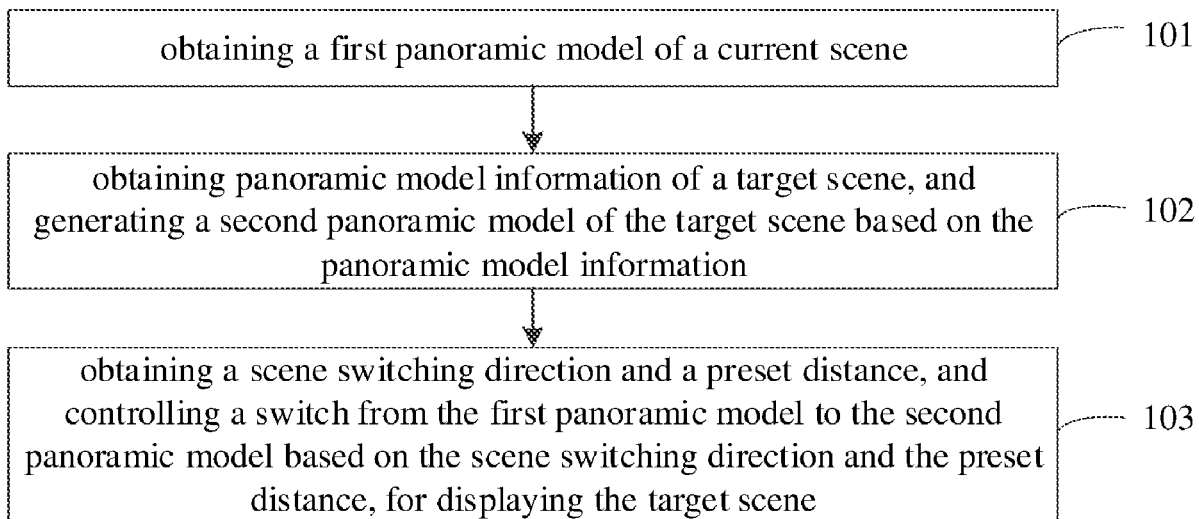 obtaining a first panoramic model of a current scene
101
obtaining panoramic model information of a target scene, and
generating a second panoramic model of the target scene based on the
panoramic model information
102
obtaining a scene switching direction and a preset distance, and
controlling a switch from the first panoramic model to the second
panoramic model based on the scene switching direction and the preset
distance, for displaying the target scene
103